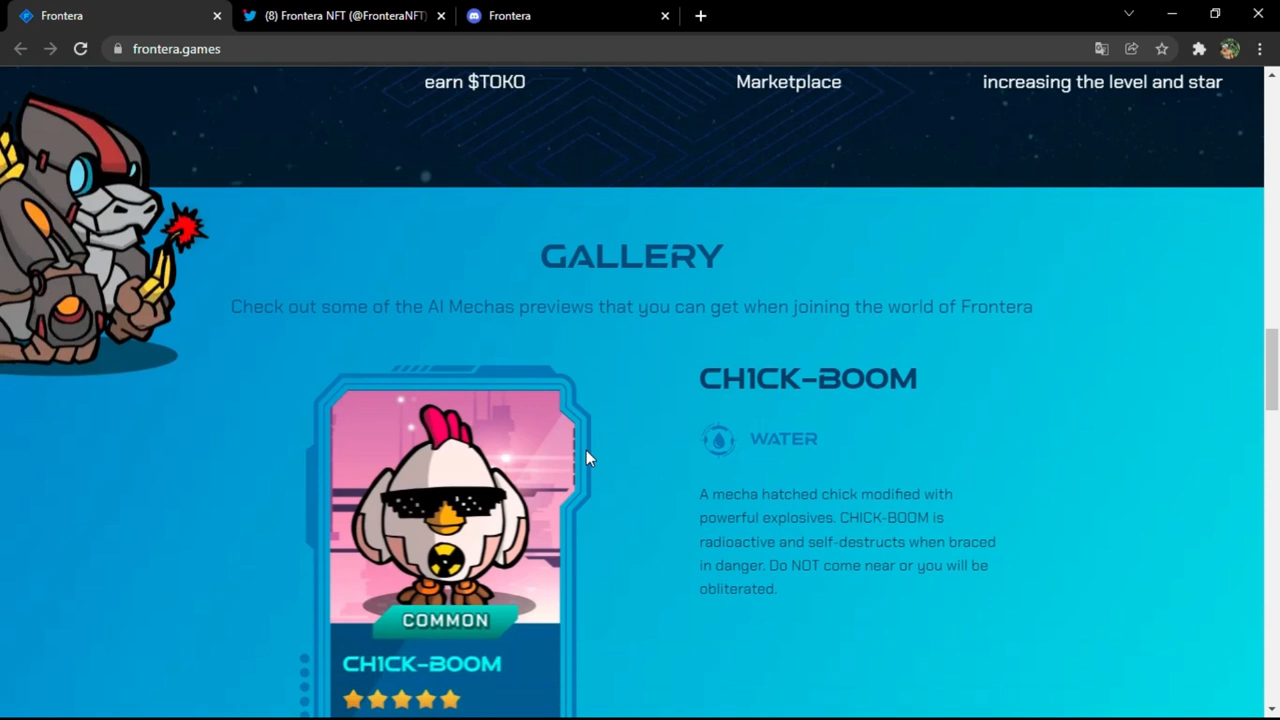 Frontera
(8) Frontera NFT (@FronteraNFT)
Frontera
frontera.games
earn $TOKO
Marketplace
increasing the level and star
GALLERY
Check out some of the AI Mechas previews that you can get when joining the world of Frontera
CH1CK-BOOM
WATER
A mecha hatched chick modified with
powerful explosives. CHICK-BOOM is
radioactive and self-destructs when braced
in danger. Do NOT come near or you will be
obliterated.
COMMON
CH1CK-BOOM